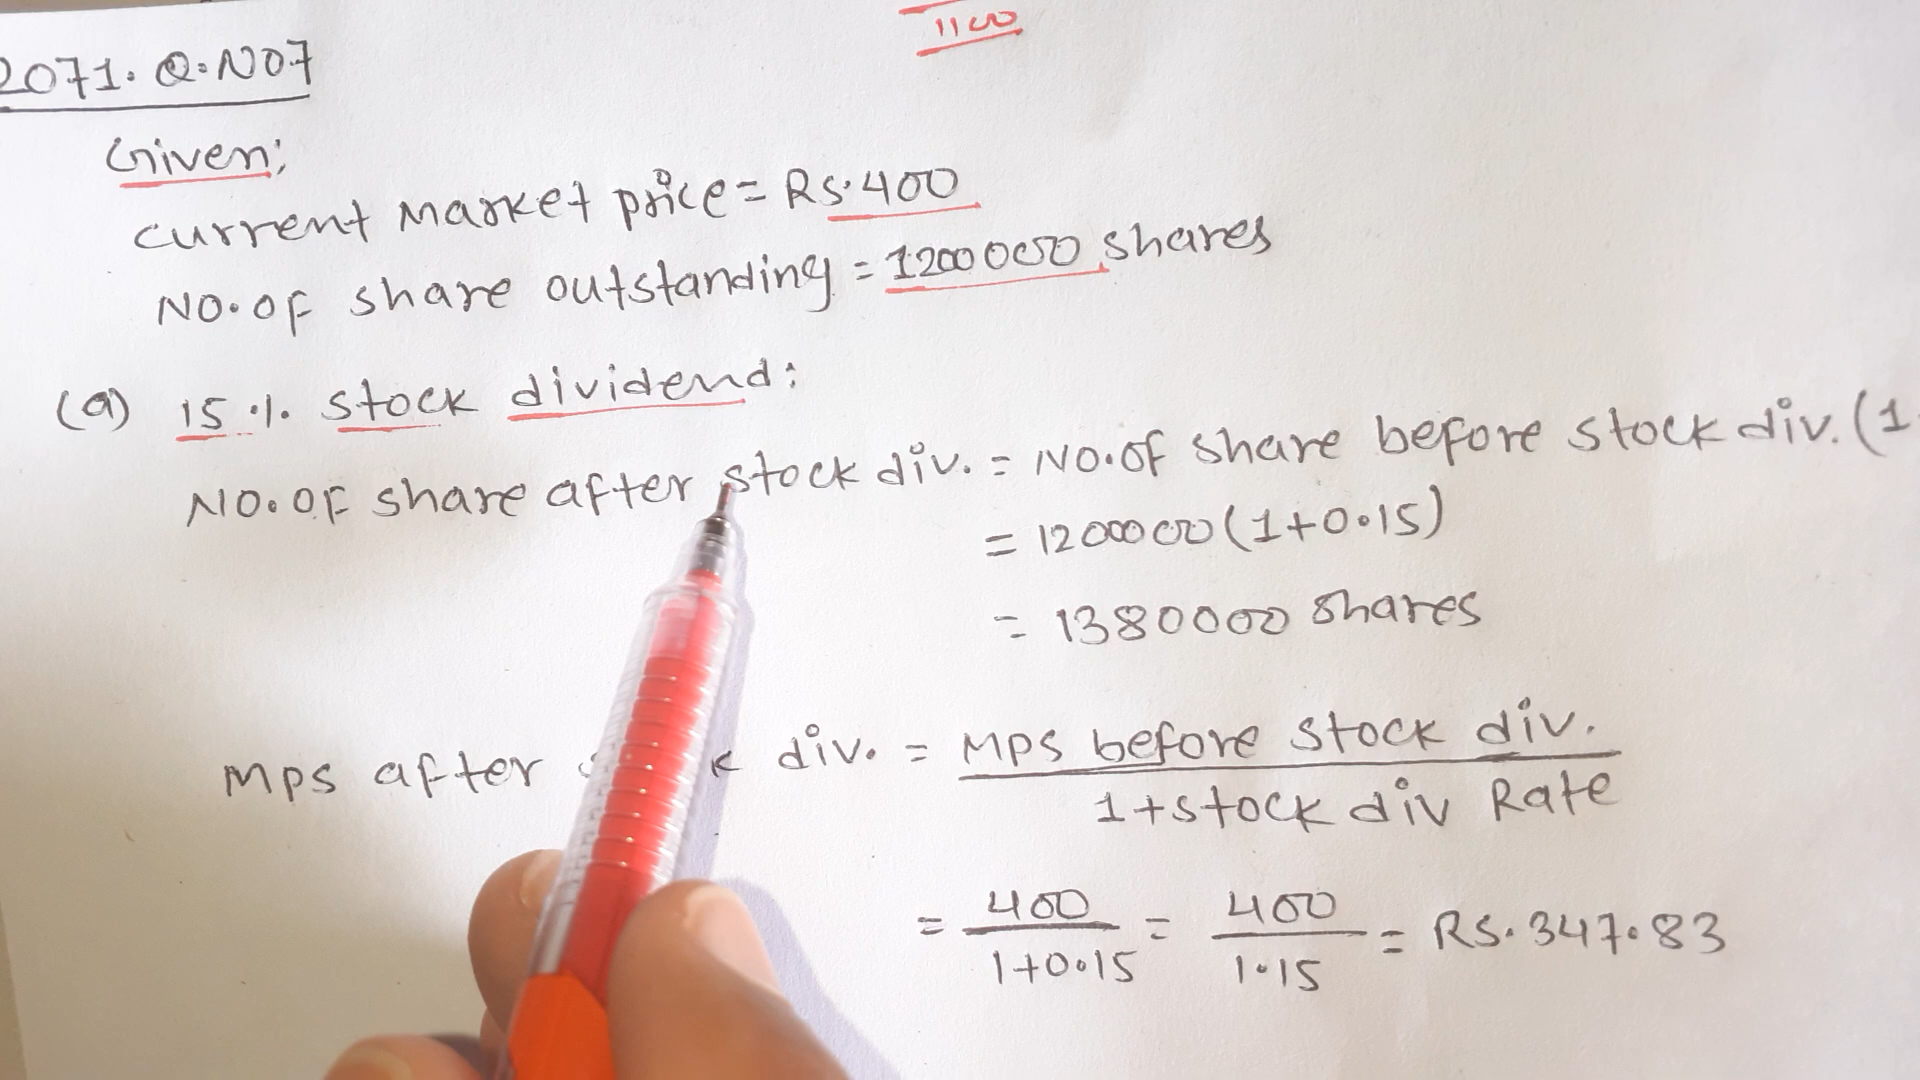 1100
2071. Q.NO7
Given:
Current Market price = Rs.400
NO. OF share outstanding = 1200000 shares
(a) 15 %. stock dividend:
NO. OF share after stock div. = NO. OF share before stock div. (1
= 1200000 (1+0.15)
= 1380000 shares
MPS after div. = MPS before stock div. / 1+stock div Rate
= 400 / 1+0.15 = 400 / 1.15 = RS. 347.83